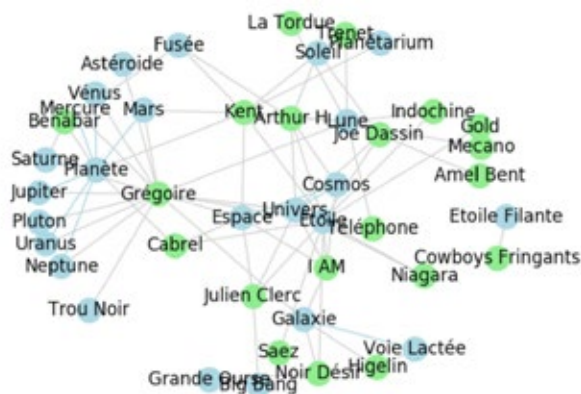 La Tordue
Trenet
Fusée
Soleil
Planétarium
Astéroïde
Vénus
Mercure
Mars
Kent
Arthur H
Lune
Indochine
Bénabar
Joe Dassin
Gold
Mecano
Saturne
Planète
Amel Bent
Jupiter
Grégoire
Cosmos
Pluton
Espace
Univers
Etoile
Etoile Filante
Uranus
Téléphone
Cabrel
Neptune
I AM
Niagara
Cowboys Fringants
Trou Noir
Julien Clerc
Galaxie
Saez
Voie Lactée
Grande Ourse
Big Bang
Noir Désir
Higelin